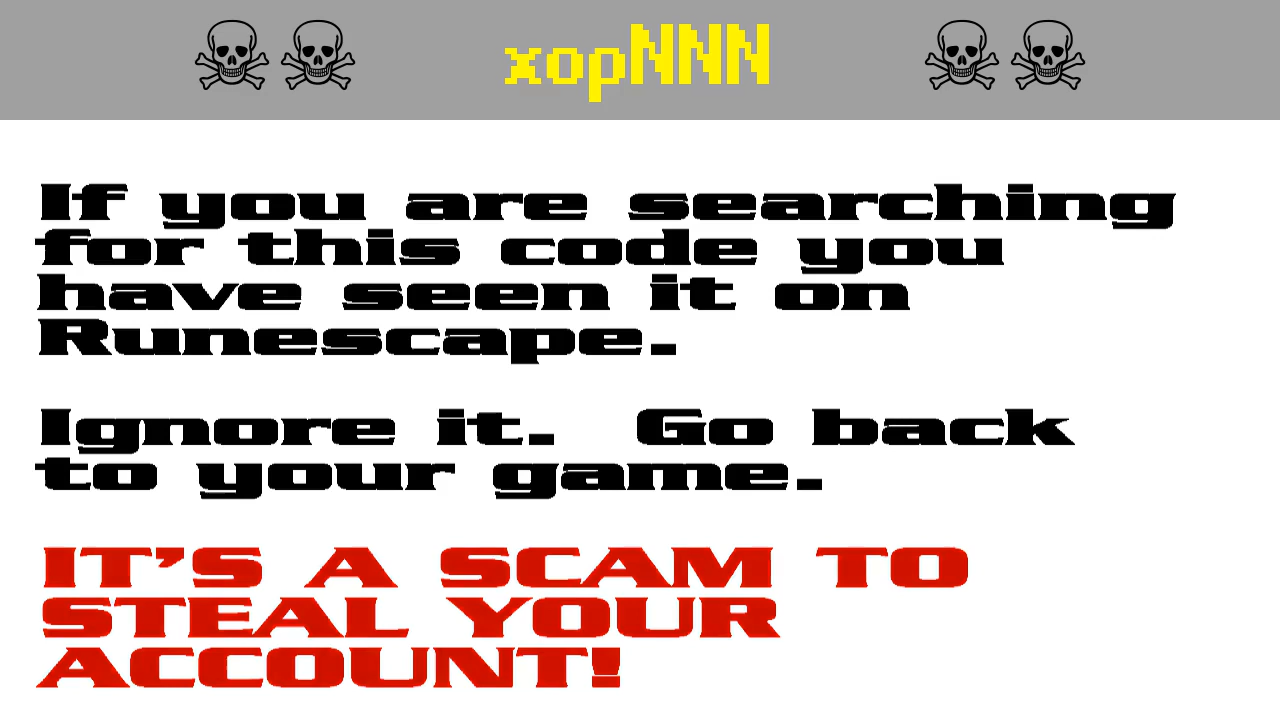 xopNNN
If you are searching
for this code you
have seen it on
Runescape.
Ignore it. Go back
to your game.
IT'S A SCAM TO
STEAL YOUR
ACCOUNT!